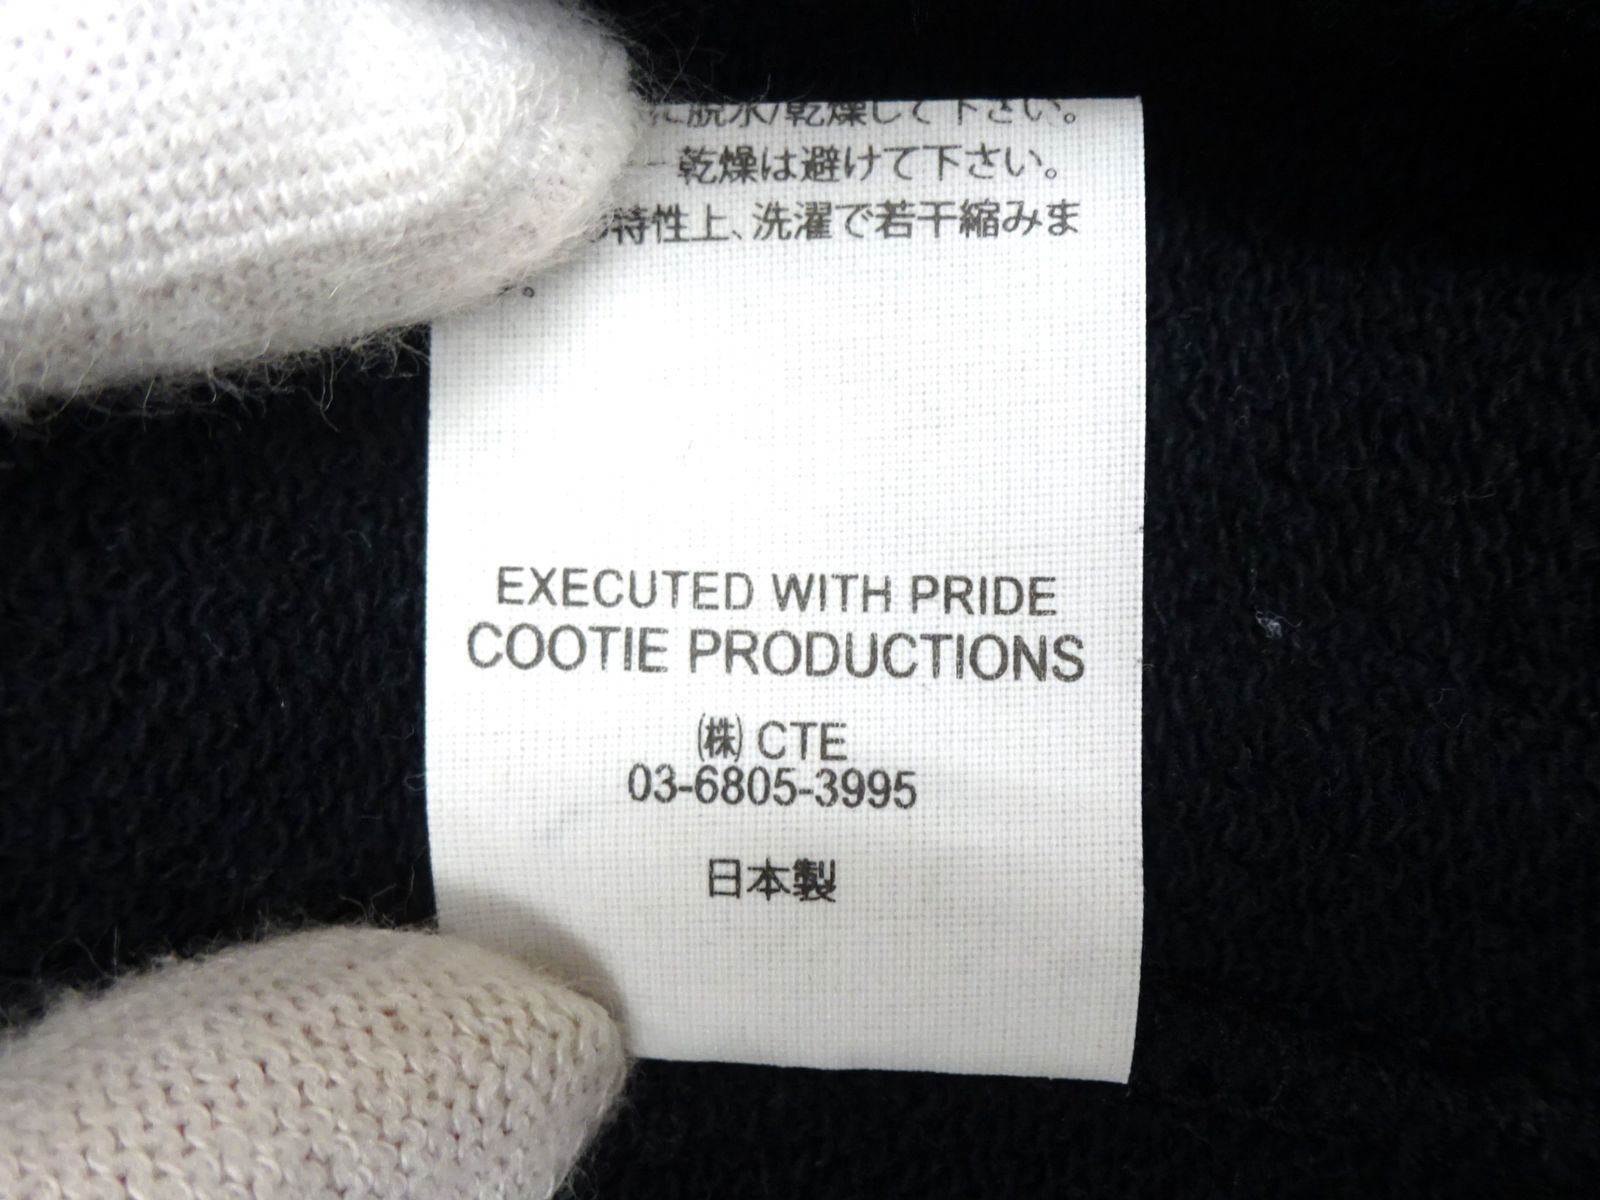 に脱水/乾燥して下さい。
乾燥は避けて下さい。
特性上、洗濯で若干縮みま
。
EXECUTED WITH PRIDE
COOTIE PRODUCTIONS
㈱ CTE
03-6805-3995
日本製